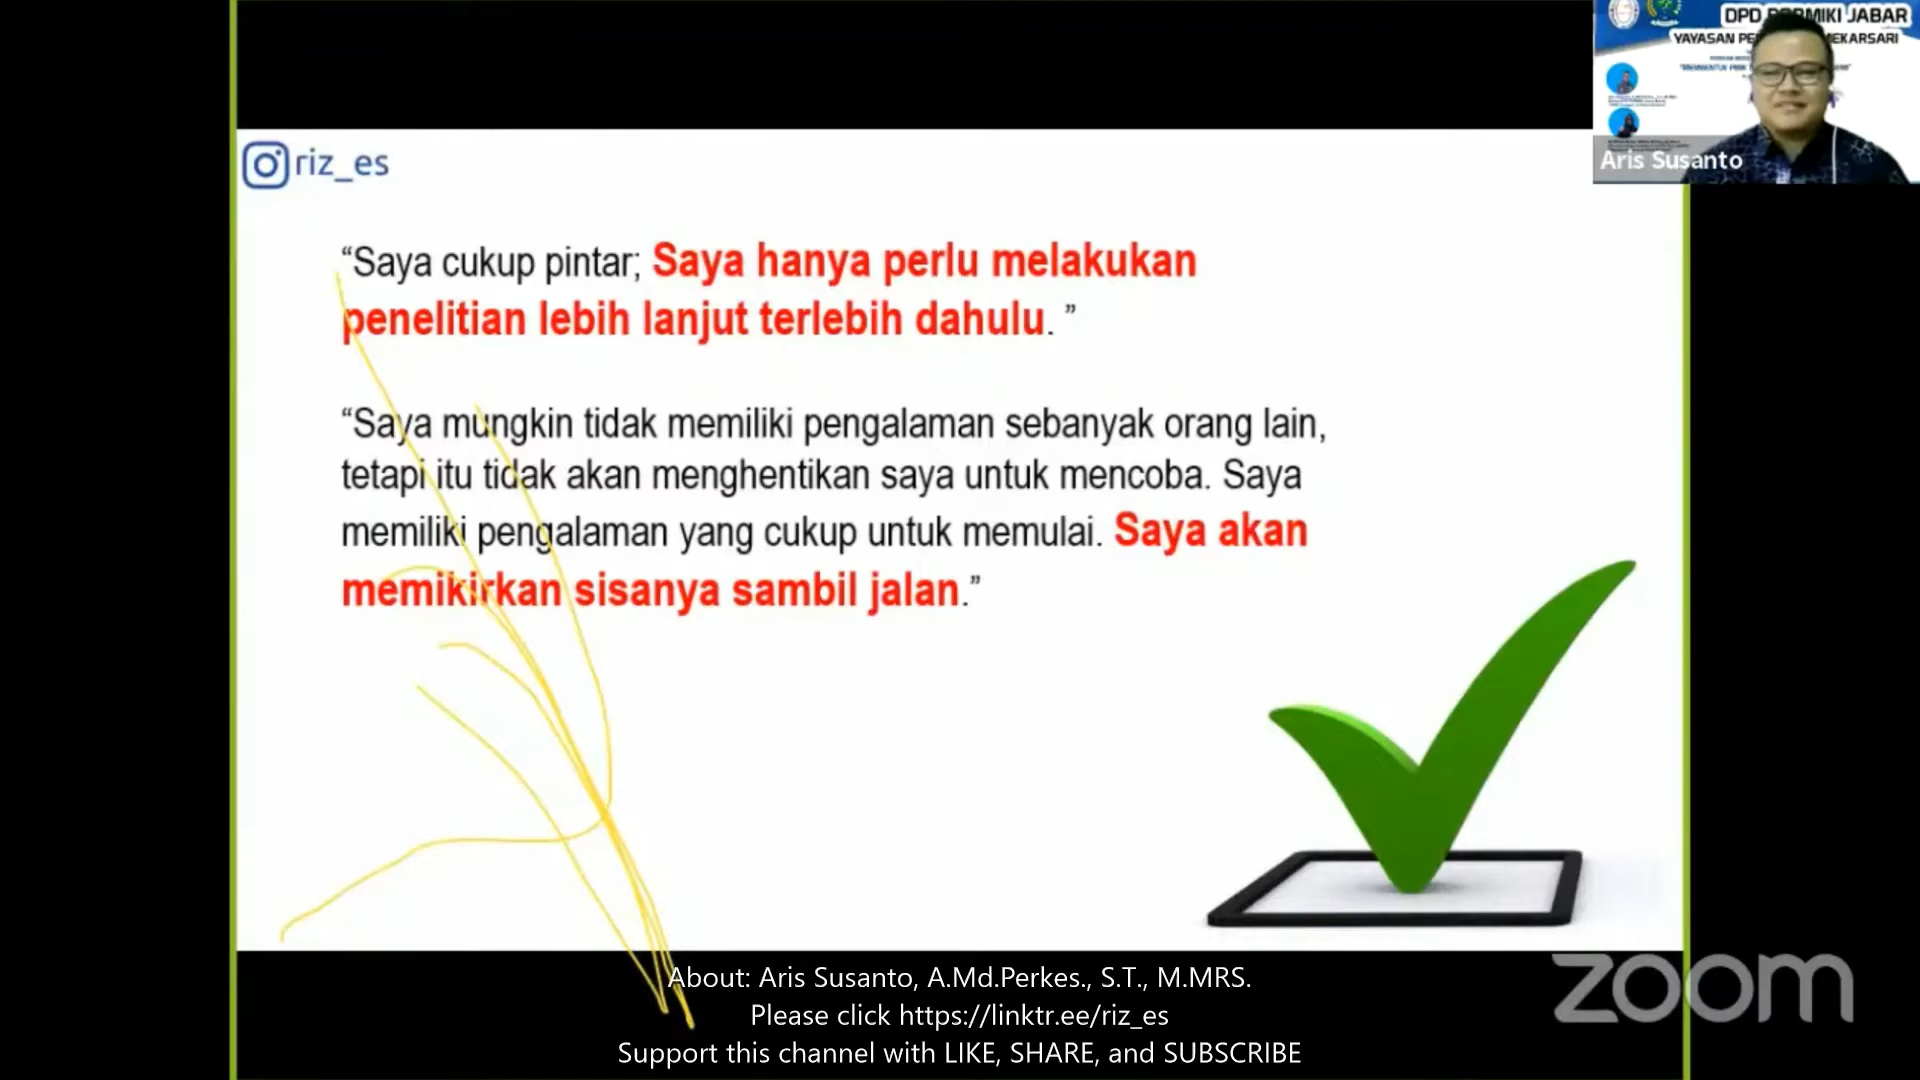 DPD PORMIKI JABAR
YAYASAN MEKARSARI
Aris Susanto
riz_es
“Saya cukup pintar; Saya hanya perlu melakukan
penelitian lebih lanjut terlebih dahulu. ”
“Saya mungkin tidak memiliki pengalaman sebanyak orang lain,
tetapi itu tidak akan menghentikan saya untuk mencoba. Saya
memiliki pengalaman yang cukup untuk memulai. Saya akan
memikirkan sisanya sambil jalan.”
zoom
About: Aris Susanto, A.Md.Perkes., S.T., M.MRS.
Please click https://linktr.ee/riz_es
Support this channel with LIKE, SHARE, and SUBSCRIBE